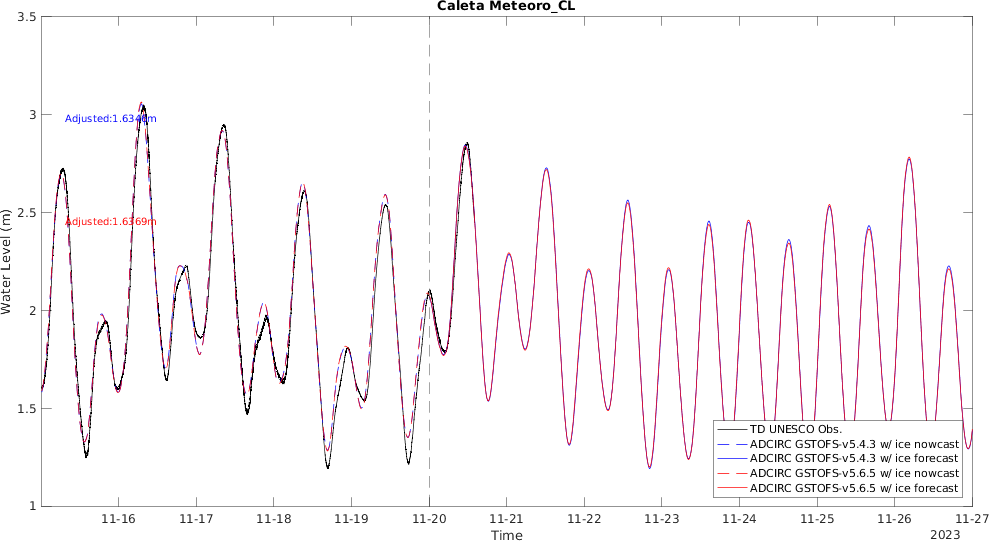 Caleta Meteoro_CL
3.5
3
2.5
2
1.5
1
Water Level (m)
Adjusted:1.6369m
11-16
11-17
11-18
11-19
11-20
11-21
11-22
11-23
11-24
11-25
11-26
11-27
Time
2023
TD UNESCO Obs.
ADCIRC GSTOFS-v5.4.3 w/ ice nowcast
ADCIRC GSTOFS-v5.4.3 w/ ice forecast
ADCIRC GSTOFS-v5.6.5 w/ ice nowcast
ADCIRC GSTOFS-v5.6.5 w/ ice forecast